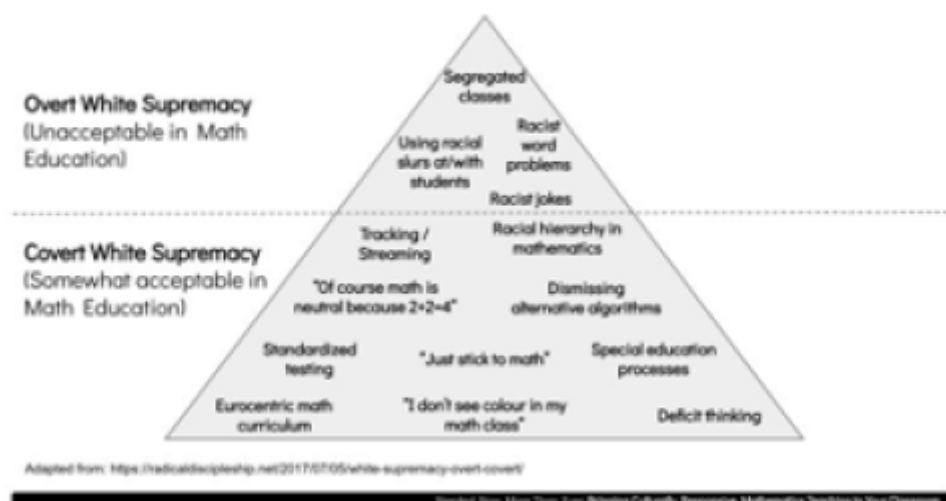 Segregated
classes
Overt White Supremacy
(Unacceptable in Math
Education)
Using racial
slurs at/with
students
Racist
word
problems
Racist jokes
Covert White Supremacy
(Somewhat acceptable in
Math Education)
Tracking /
Streaming
Racial hierarchy in
mathematics
"Of course math is
neutral because 2+2=4"
Dismissing
alternative algorithms
Standardized
testing
"Just stick to math"
Special education
processes
Eurocentric math
curriculum
"I don't see colour in my
math class"
Deficit thinking
Adapted from: https://radicaldiscipleship.net/2017/07/05/white-supremacy-overt-covert/